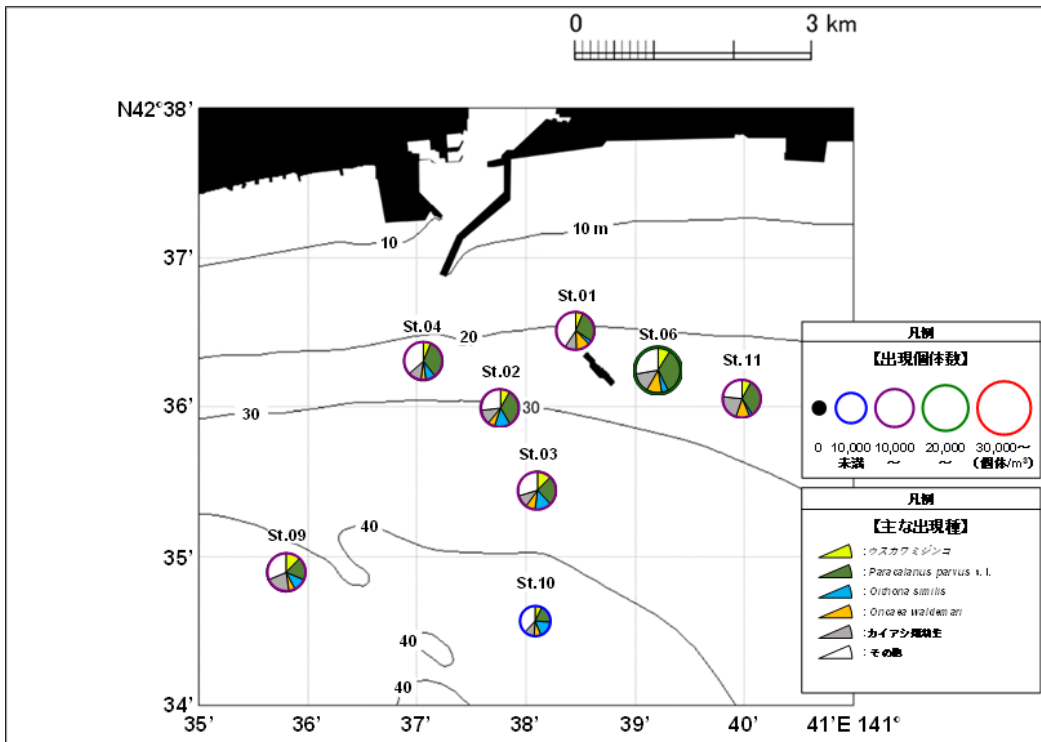 0 3 km
N42°38’
37’
36’
35’
34’
35’ 36’ 37’ 38’ 39’ 40’ 41’E 141°
10 10 m
20
30 30
40
40
40
St.01
St.04
St.06
St.02
St.11
St.03
St.09
St.10
凡例
【出現個体数】
0 10,000 10,000 20,000 30,000~
未満 ~ ~ (個体/m³)
凡例
【主な出現種】
: ウスカワミジンコ
: Paracalanus parvus s. l.
: Oithona similis
: Oncaea waldemari
: カイアシ類幼生
: その他